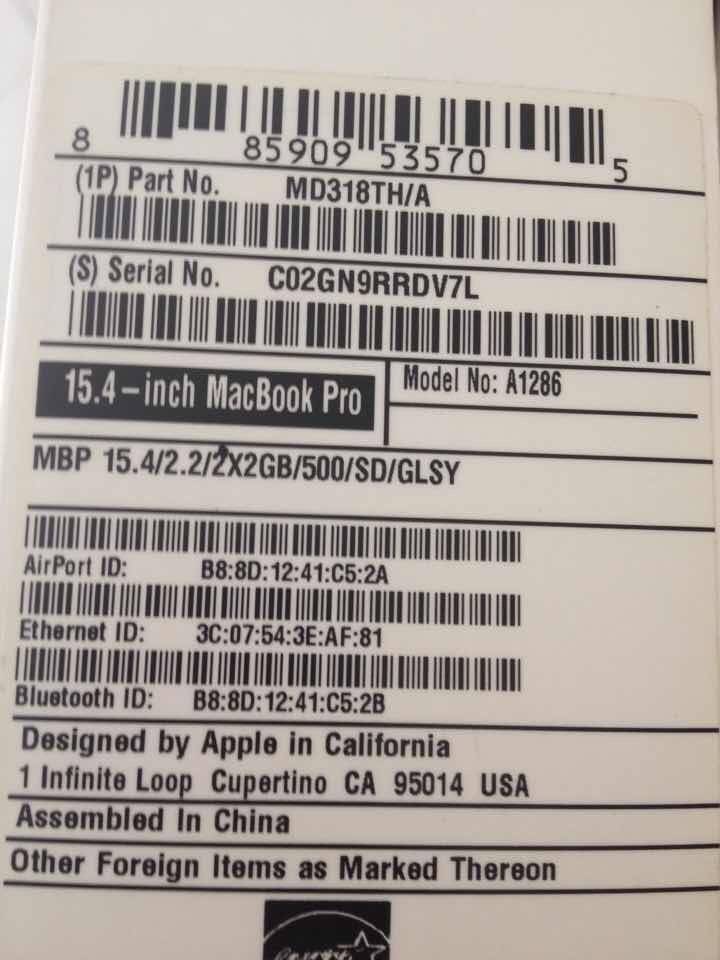 8 85909 53570 5
(1P) Part No. MD318TH/A
(S) Serial No. C02GN9RRDV7L
15.4-inch MacBook Pro
Model No: A1286
MBP 15.4/2.2/2X2GB/500/SD/GLSY
AirPort ID: B8:8D:12:41:C5:2A
Ethernet ID: 3C:07:54:3E:AF:81
Bluetooth ID: B8:8D:12:41:C5:2B
Designed by Apple in California
1 Infinite Loop Cupertino CA 95014 USA
Assembled In China
Other Foreign Items as Marked Thereon